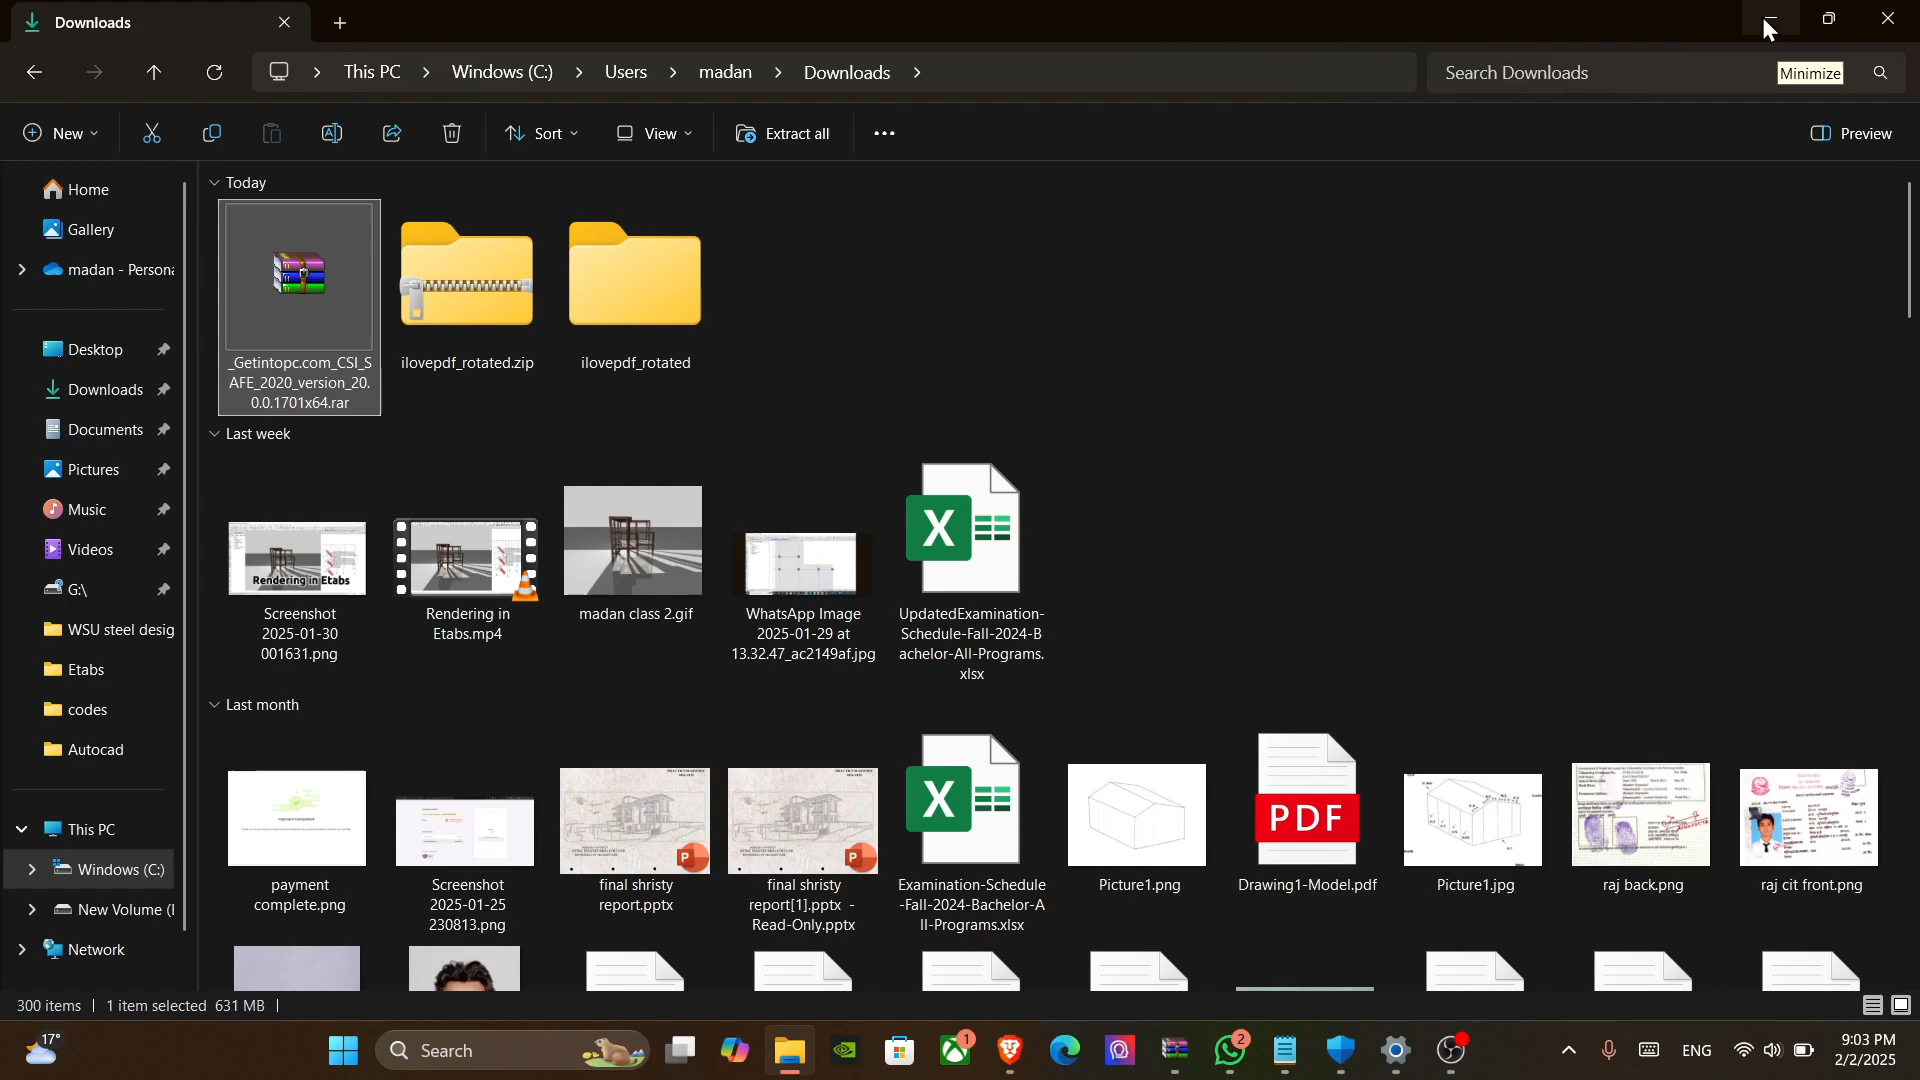 Downloads
This PC
Windows (C:)
Users
madan
Downloads
Search Downloads
Minimize
New
Sort
View
Extract all
Preview
Home
Gallery
madan - Persona
Desktop
Downloads
Documents
Pictures
Music
Videos
G:\
WSU steel desig
Etabs
codes
Autocad
This PC
Windows (C:)
New Volume (I
Network
Today
_Getintopc.com_CSI_S
AFE_2020_version_20.
0.0.1701x64.rar
ilovepdf_rotated.zip
ilovepdf_rotated
Last week
Rendering in Etabs
Screenshot
2025-01-30
001631.png
Rendering in
Etabs.mp4
madan class 2.gif
WhatsApp Image
2025-01-29 at
13.32.47_ac2149af.jpg
X
UpdatedExamination-
Schedule-Fall-2024-B
achelor-All-Programs.
xlsx
Last month
payment
complete.png
Screenshot
2025-01-25
230813.png
P
final shristy
report.pptx
P
final shristy
report[1].pptx -
Read-Only.pptx
X
Examination-Schedule
-Fall-2024-Bachelor-A
ll-Programs.xlsx
Picture1.png
PDF
Drawing1-Model.pdf
Picture1.jpg
raj back.png
raj cit front.png
300 items
1 item selected 631 MB
17°
Search
1
2
ENG
9:03 PM
2/2/2025